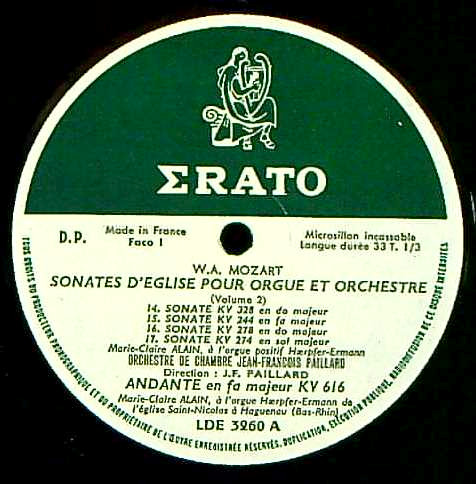 ΣRATO
D.P.
Made in France
Face 1
Microsillon incassable
Langue durée 33 T. 1/3
W.A. MOZART
SONATES D'EGLISE POUR ORGUE ET ORCHESTRE
(Volume 2)
14. SONATE KV 328 en do majeur
15. SONATE KV 244 en fa majeur
16. SONATE KV 278 en do majeur
17. SONATE KV 274 en sol majeur
Marie-Claire ALAIN, à l'orgue positif Hærpfer-Ermann
ORCHESTRE DE CHAMBRE JEAN-FRANÇOIS PAILLARD
Direction : J.F. PAILLARD
ANDANTE en fa majeur KV 616
Marie-Claire ALAIN, à l'orgue Hærpfer-Ermann de
l'église Saint-Nicolas à Haguenau (Bas-Rhin)
LDE 3260 A
TOUS DROITS DU PRODUCTEUR PHONOGRAPHIQUE ET DU PROPRIETAIRE DE L'ŒUVRE ENREGISTRÉE RÉSERVÉS, DUPLICATION, EXÉCUTION PUBLIQUE, RADIODIFFUSION DE CE DISQUE INTERDITES